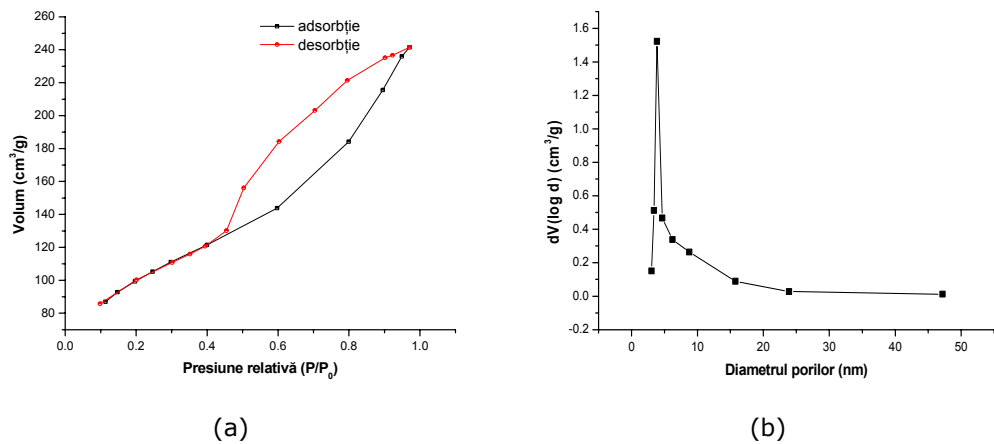 260
240
220
200
180
160
140
120
100
80
0.0 0.2 0.4 0.6 0.8 1.0
Volum (cm³/g)
Presiune relativă (P/P₀)
adsorbție
desorbție
(a)
1.6
1.4
1.2
1.0
0.8
0.6
0.4
0.2
0.0
-0.2
0 10 20 30 40 50
dV(log d) (cm³/g)
Diametrul porilor (nm)
(b)